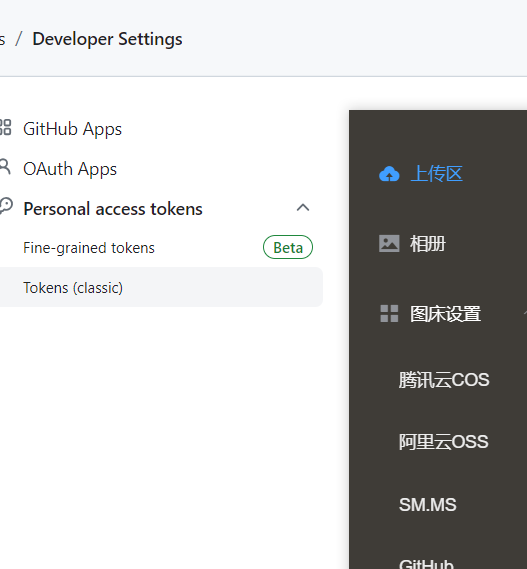 s / Developer Settings
GitHub Apps
OAuth Apps
Personal access tokens
Fine-grained tokens Beta
Tokens (classic)
上传区
相册
图床设置
腾讯云COS
阿里云OSS
SM.MS
GitHub